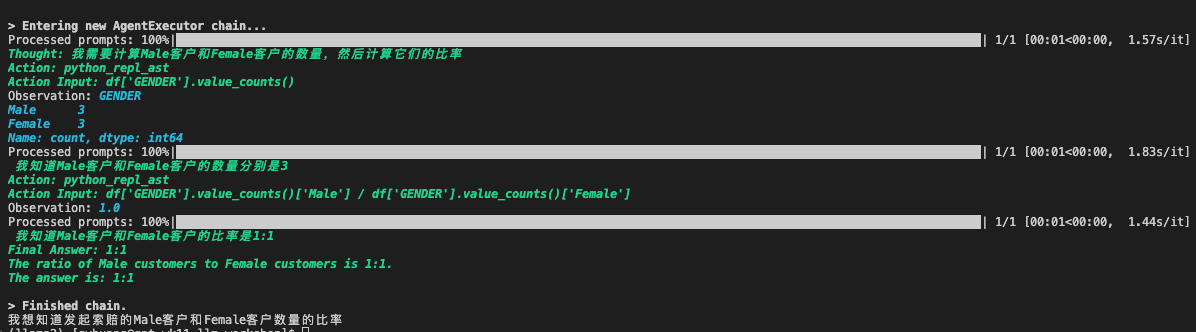 > Entering new AgentExecutor chain...
Processed prompts: 100%| | 1/1 [00:01<00:00, 1.57s/it]
Thought: 我需要计算Male客户和Female客户的数量，然后计算它们的比率
Action: python_repl_ast
Action Input: df['GENDER'].value_counts()
Observation: GENDER
Male 3
Female 3
Name: count, dtype: int64
Processed prompts: 100%| | 1/1 [00:01<00:00, 1.83s/it]
我知道Male客户和Female客户的数量分别是3
Action: python_repl_ast
Action Input: df['GENDER'].value_counts()['Male'] / df['GENDER'].value_counts()['Female']
Observation: 1.0
Processed prompts: 100%| | 1/1 [00:01<00:00, 1.44s/it]
我知道Male客户和Female客户的比率是1:1
Final Answer: 1:1
The ratio of Male customers to Female customers is 1:1.
The answer is: 1:1
> Finished chain.
我想知道发起索赔的Male客户和Female客户数量的比率